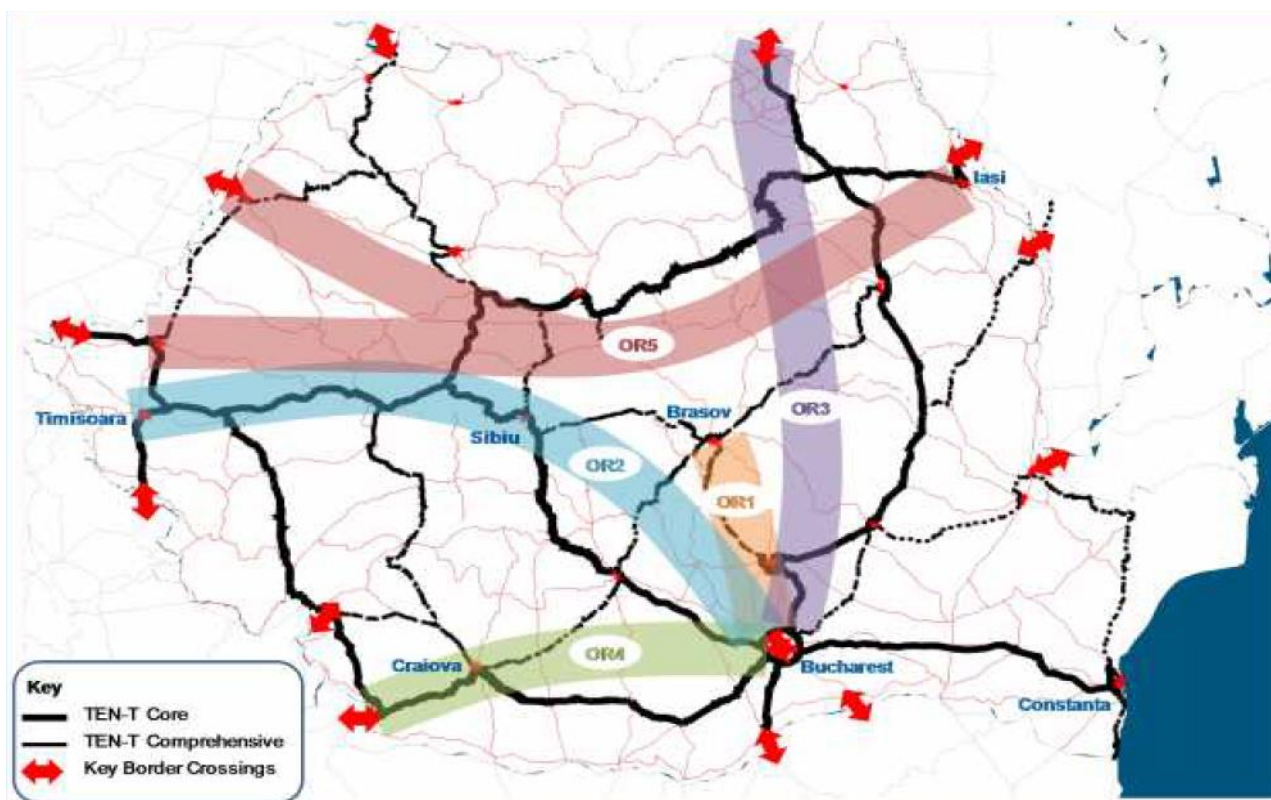 Iasi
OR5
Timisoara
Brasov
OR3
Sibiu
OR2
OR1
OR4
Craiova
Bucharest
Constanta
Key
TEN-T Core
TEN-T Comprehensive
Key Border Crossings